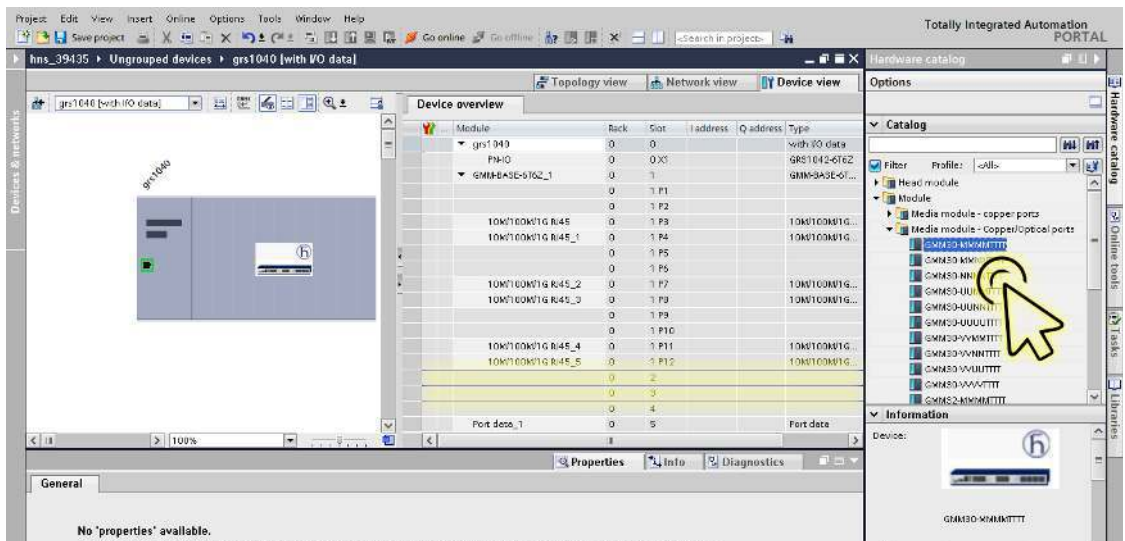 Project Edit View Insert Online Options Tools Window Help
Totally Integrated Automation
PORTAL
Save project
Go online
Go offline
<Search in project>
hns_39435 ▸ Ungrouped devices ▸ grs1040 [with I/O data]
Hardware catalog
Topology view
Network view
Device view
Options
grs1040 [with I/O data]
Device overview
Catalog
Module Rack Slot I address Q address Type
grs1040 0 0 with I/O data
PN-IO 0 0 X1 GRS1042-6T6Z
GMM-BASE-6T6Z_1 0 1 GMM-BASE-6T...
0 1 P1
0 1 P2
10M/100M/1G RJ45 0 1 P3 10M/100M/1G...
10M/100M/1G RJ45_1 0 1 P4 10M/100M/1G...
0 1 P5
0 1 P6
10M/100M/1G RJ45_2 0 1 P7 10M/100M/1G...
10M/100M/1G RJ45_3 0 1 P8 10M/100M/1G...
0 1 P9
0 1 P10
10M/100M/1G RJ45_4 0 1 P11 10M/100M/1G...
10M/100M/1G RJ45_5 0 1 P12 10M/100M/1G...
0 2
0 3
0 4
Port data_1 0 5 Port data
grs1040
100%
Filter Profile: <All>
Head module
Module
Media module - copper ports
Media module - Copper/Optical ports
GMM30-MMMMTTTT
GMM30-UUUUTTTT
GMM30-VVMMTTTT
GMM30-VVNNTTTT
GMM30-VVUUTTTT
GMM30-VVVVTTTT
GMM32-MMMMTTTT
Information
Device:
GMM30-MMMMTTTT
Properties
Info
Diagnostics
General
No 'properties' available.
Devices & networks
Hardware catalog
Online tools
Tasks
Libraries